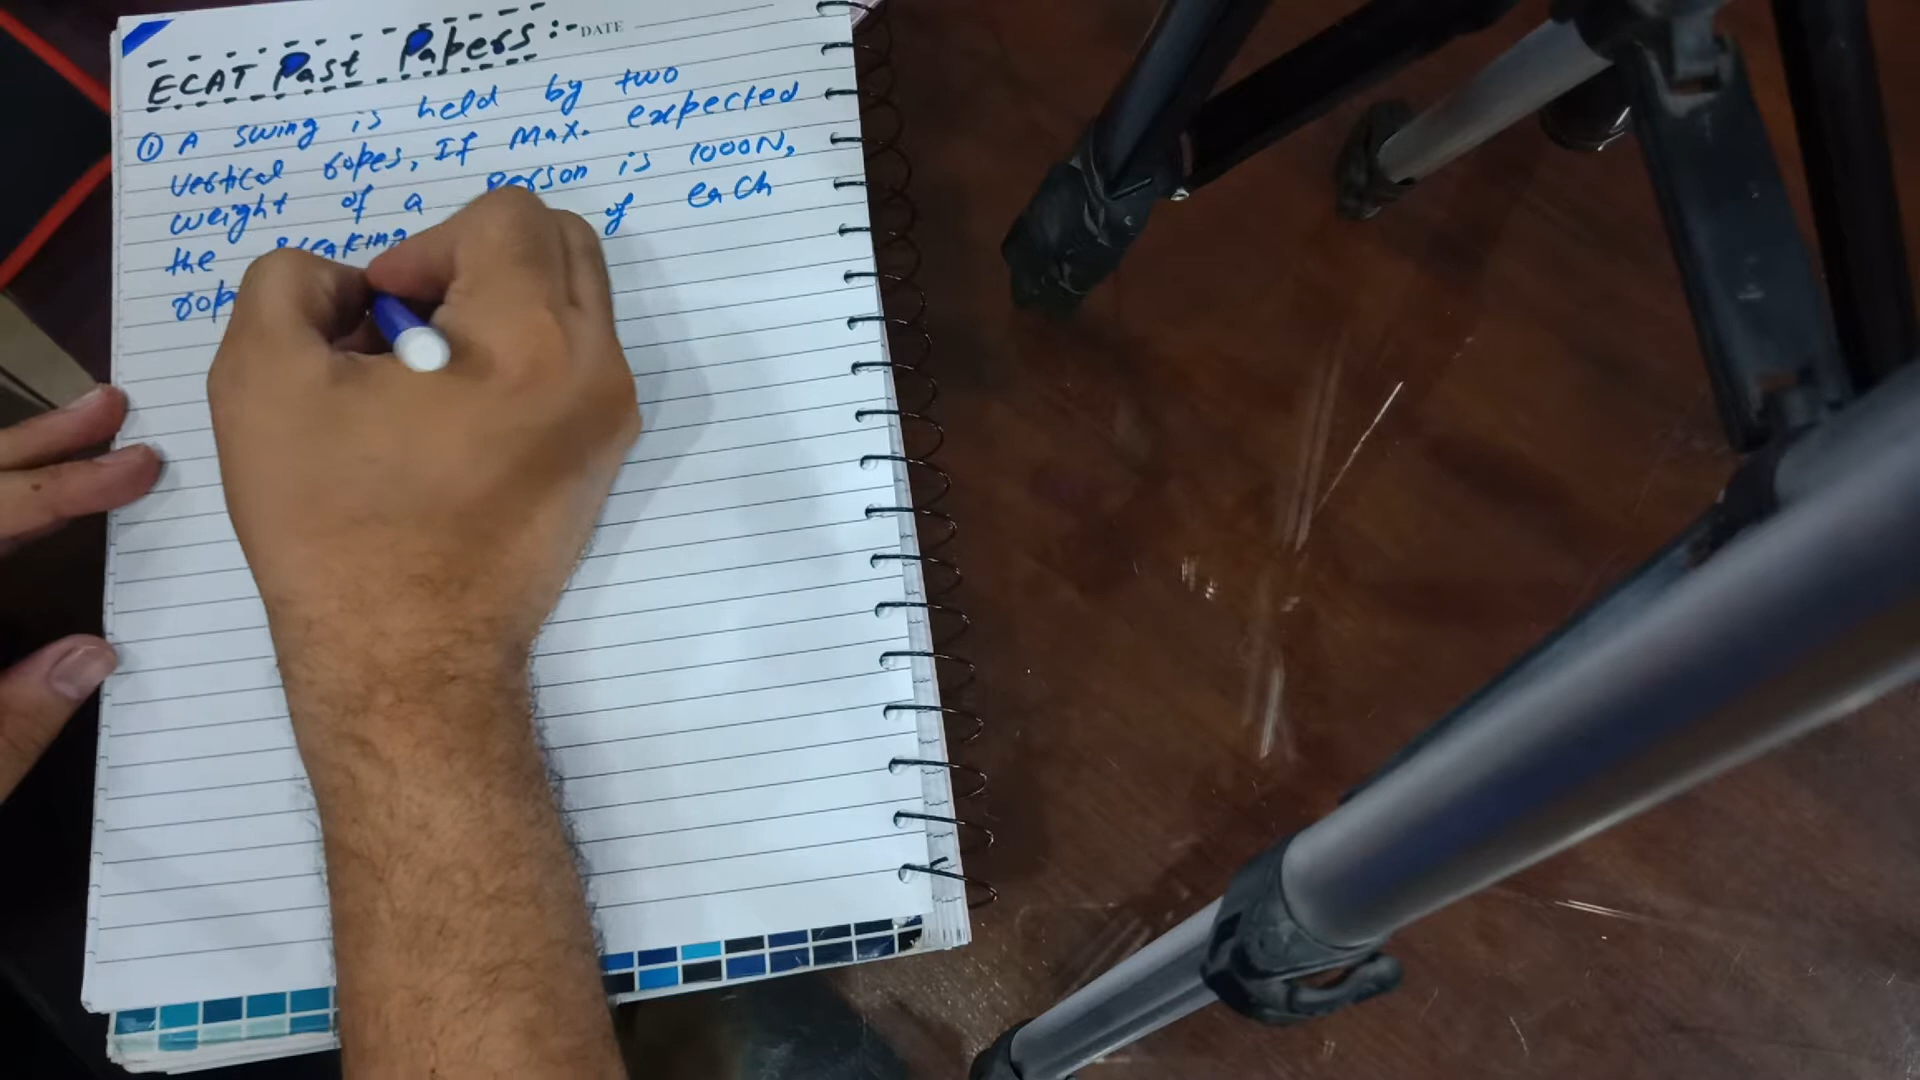 DATE
ECAT Past Papers:-
① A swing is held by two
vertical ropes, If Max. expected
weight of a person is 1000N,
the breaking of each